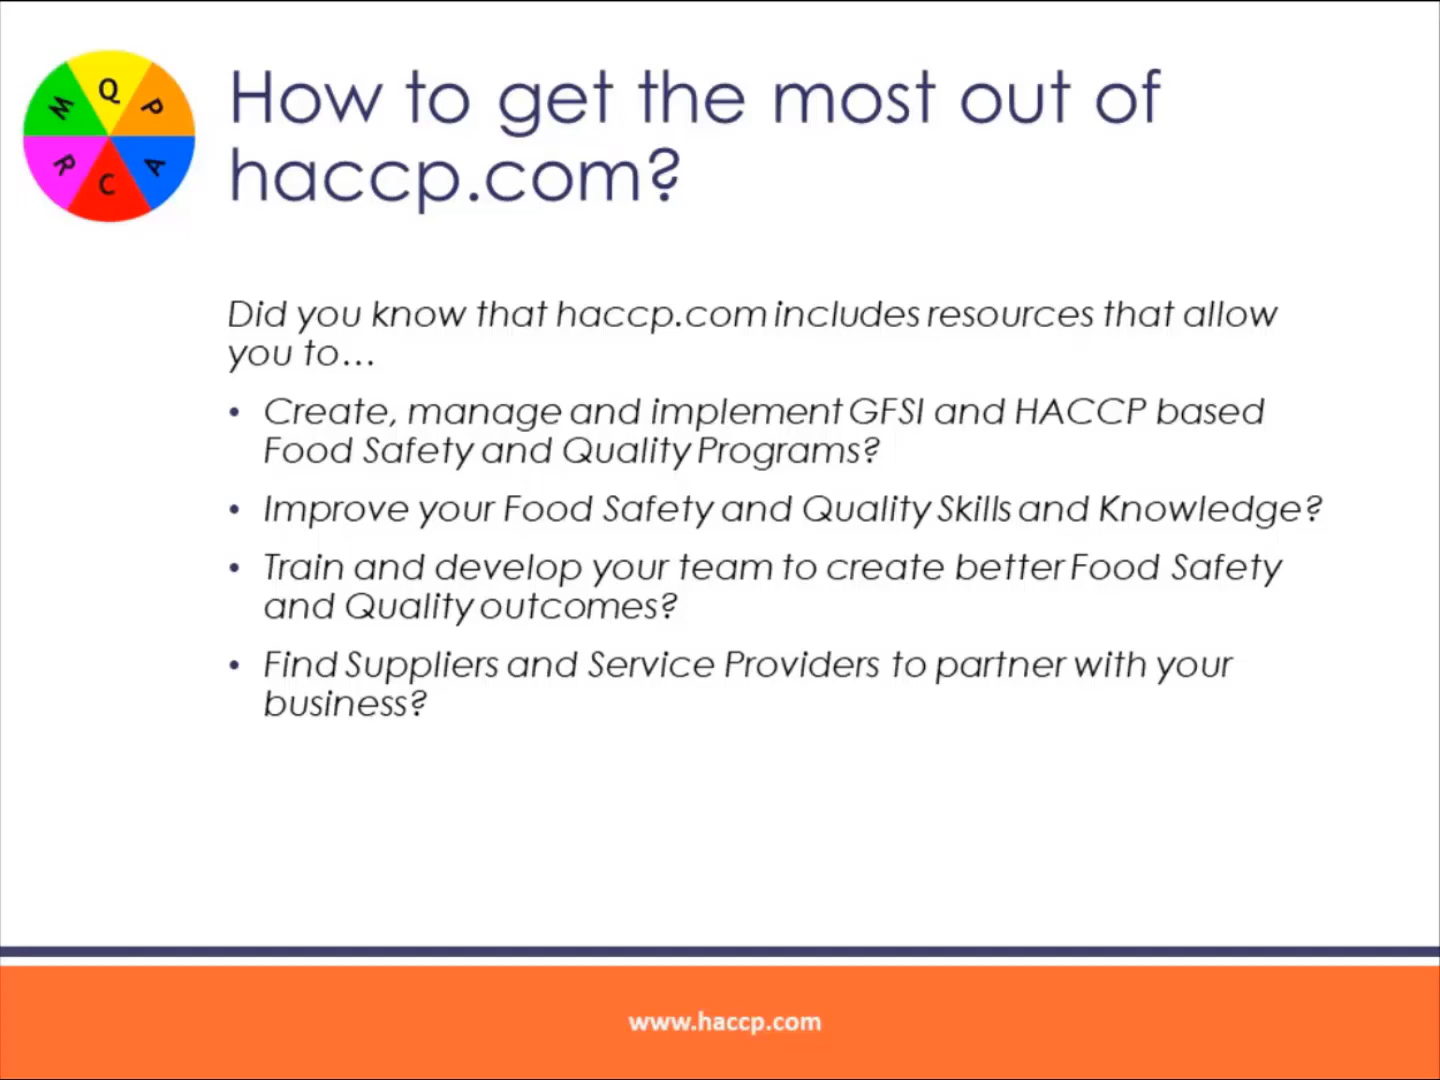 Q
P
A
C
R
M
How to get the most out of
haccp.com?
Did you know that haccp.com includes resources that allow
you to...
• Create, manage and implement GFSI and HACCP based
Food Safety and Quality Programs?
• Improve your Food Safety and Quality Skills and Knowledge?
• Train and develop your team to create better Food Safety
and Quality outcomes?
• Find Suppliers and Service Providers to partner with your
business?
www.haccp.com